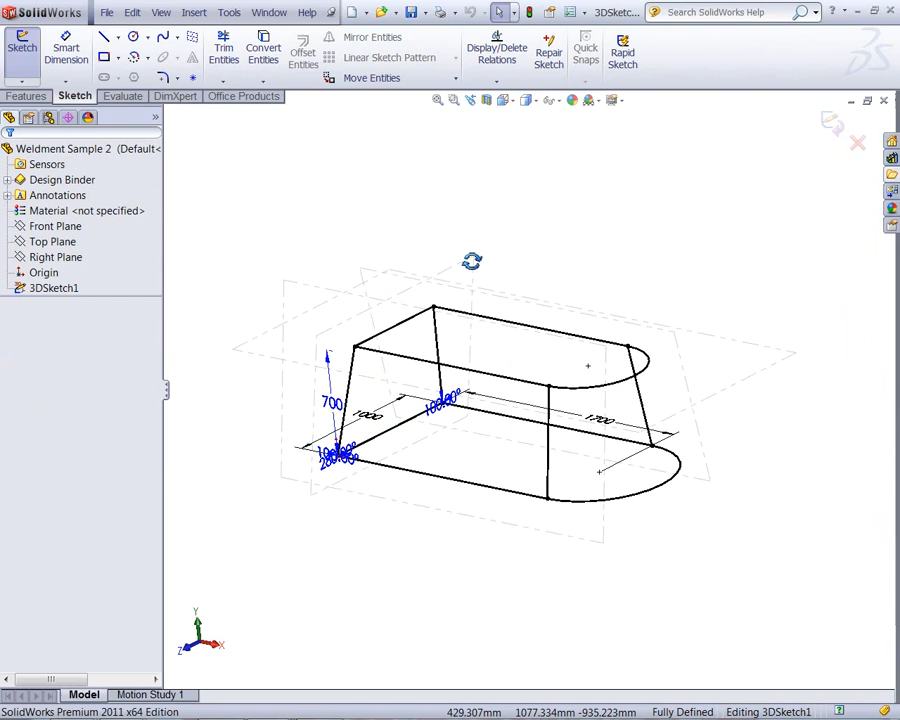 SolidWorks File Edit View Insert Tools Window Help 3DSketc... Search SolidWorks Help
Sketch Smart Dimension Trim Entities Convert Entities Offset Entities Mirror Entities Linear Sketch Pattern Move Entities Display/Delete Relations Repair Sketch Quick Snaps Rapid Sketch
Features Sketch Evaluate DimXpert Office Products
Weldment Sample 2 (Default<
Sensors
Design Binder
Annotations
Material <not specified>
Front Plane
Top Plane
Right Plane
Origin
3DSketch1
700
1000
100.00°
1700
280.00°
Y
Z X
Model Motion Study 1
SolidWorks Premium 2011 x64 Edition 429.307mm 1077.334mm -935.223mm Fully Defined Editing 3DSketch1